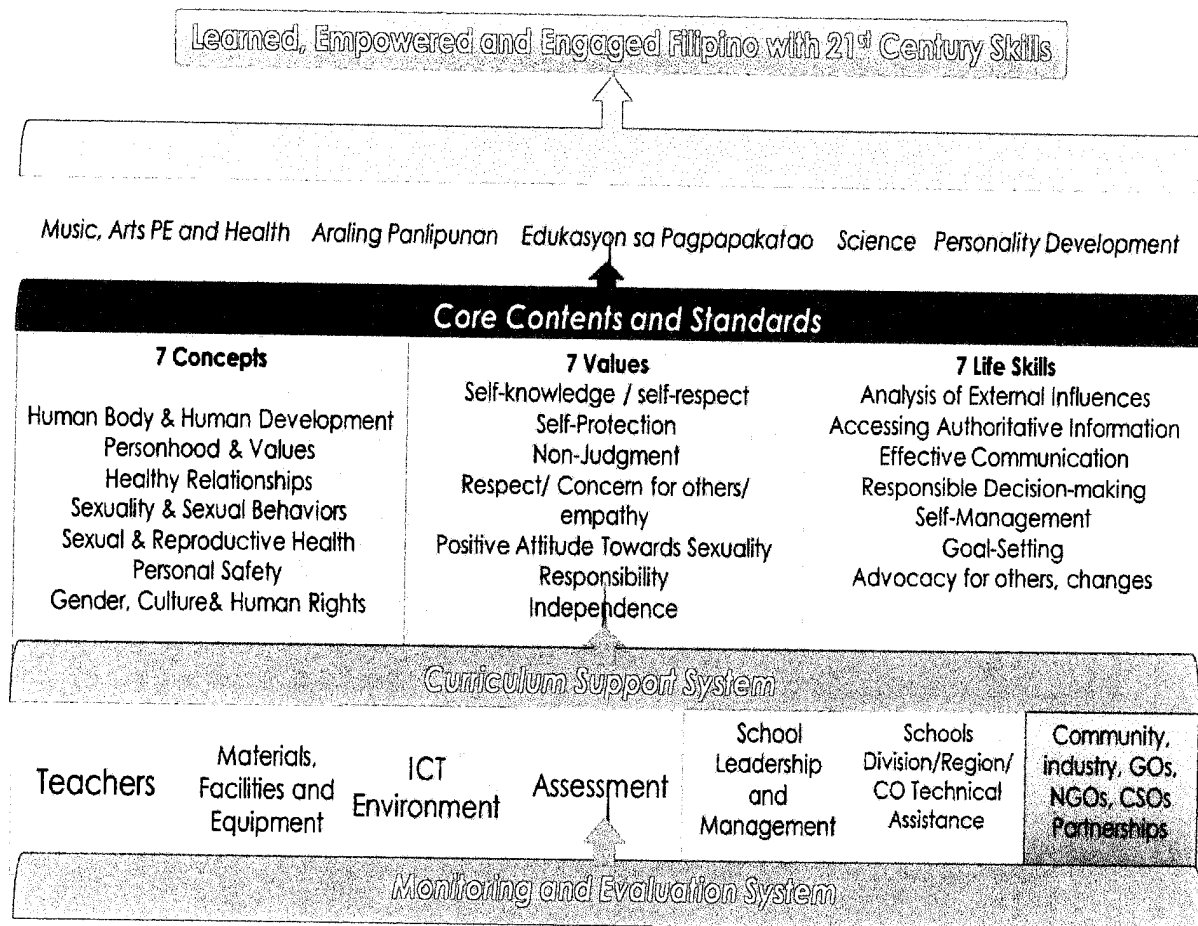 Learned, Empowered and Engaged Filipino with 21st Century Skills
Music, Arts PE and Health Araling Panlipunan Edukasyon sa Pagpapakatao Science Personality Development
Core Contents and Standards
7 Concepts
Human Body & Human Development
Personhood & Values
Healthy Relationships
Sexuality & Sexual Behaviors
Sexual & Reproductive Health
Personal Safety
Gender, Culture& Human Rights
7 Values
Self-knowledge / self-respect
Self-Protection
Non-Judgment
Respect/ Concern for others/
empathy
Positive Attitude Towards Sexuality
Responsibility
Independence
7 Life Skills
Analysis of External Influences
Accessing Authoritative Information
Effective Communication
Responsible Decision-making
Self-Management
Goal-Setting
Advocacy for others, changes
Curriculum Support System
Teachers
Materials,
Facilities and
Equipment
ICT
Environment
Assessment
School
Leadership
and
Management
Schools
Division/Region/
CO Technical
Assistance
Community,
industry, GOs,
NGOs, CSOs
Partnerships
Monitoring and Evaluation System